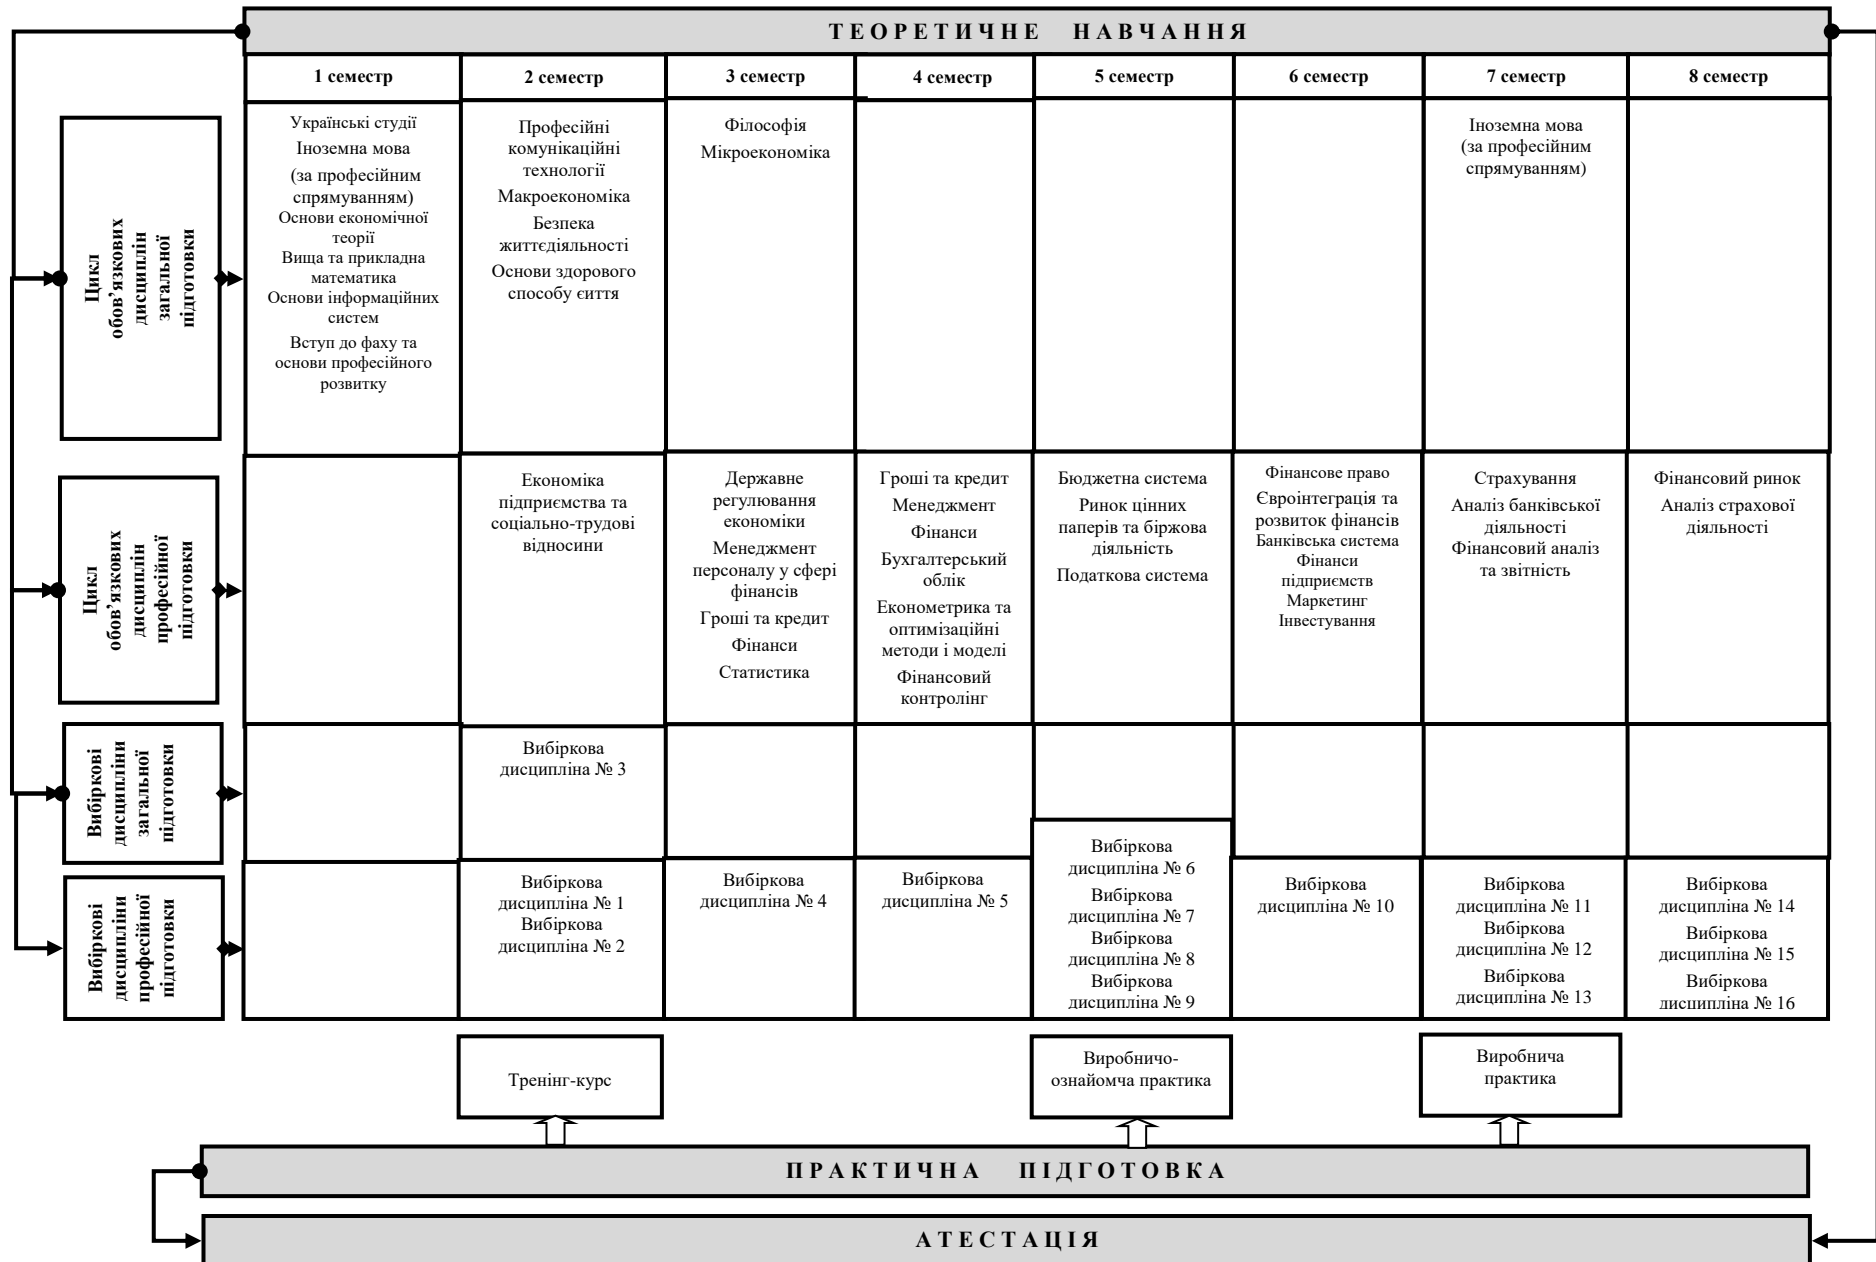 ТЕОРЕТИЧНЕ НАВЧАННЯ
1 семестр
2 семестр
3 семестр
4 семестр
5 семестр
6 семестр
7 семестр
8 семестр
Цикл
обов’язкових
дисциплін
загальної
підготовки
Українські студії
Іноземна мова
(за професійним
спрямуванням)
Основи економічної
теорії
Вища та прикладна
математика
Основи інформаційних
систем
Вступ до фаху та
основи професійного
розвитку
Професійні
комунікаційні
технології
Макроекономіка
Безпека
життєдіяльності
Основи здорового
способу єиття
Філософія
Мікроекономіка
Іноземна мова
(за професійним
спрямуванням)
Цикл
обов’язкових
дисциплін
професійної
підготовки
Економіка
підприємства та
соціально-трудові
відносини
Державне
регулювання
економіки
Менеджмент
персоналу у сфері
фінансів
Гроші та кредит
Фінанси
Статистика
Гроші та кредит
Менеджмент
Фінанси
Бухгалтерський
облік
Економетрика та
оптимізаційні
методи і моделі
Фінансовий
контролінг
Бюджетна система
Ринок цінних
паперів та біржова
діяльність
Податкова система
Фінансове право
Євроінтеграція та
розвиток фінансів
Банківська система
Фінанси
підприємств
Маркетинг
Інвестування
Страхування
Аналіз банківської
діяльності
Фінансовий аналіз
та звітність
Фінансовий ринок
Аналіз страхової
діяльності
Вибіркові
дисципліни
загальної
підготовки
Вибіркова
дисципліна № 3
Вибіркові
дисципліни
професійної
підготовки
Вибіркова
дисципліна № 1
Вибіркова
дисципліна № 2
Вибіркова
дисципліна № 4
Вибіркова
дисципліна № 5
Вибіркова
дисципліна № 6
Вибіркова
дисципліна № 7
Вибіркова
дисципліна № 8
Вибіркова
дисципліна № 9
Вибіркова
дисципліна № 10
Вибіркова
дисципліна № 11
Вибіркова
дисципліна № 12
Вибіркова
дисципліна № 13
Вибіркова
дисципліна № 14
Вибіркова
дисципліна № 15
Вибіркова
дисципліна № 16
Тренінг-курс
Виробничо-
ознайомча практика
Виробнича
практика
ПРАКТИЧНА ПІДГОТОВКА
АТЕСТАЦІЯ